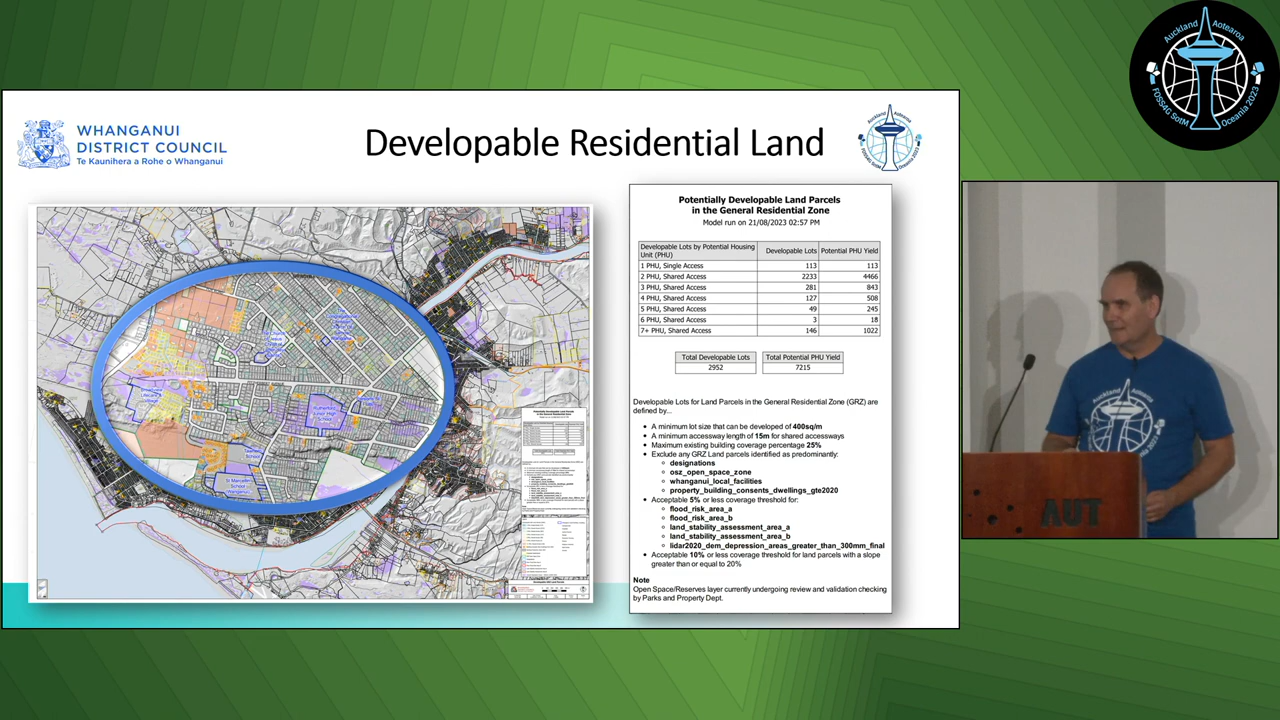 WHANGANUI
DISTRICT COUNCIL
Te Kaunihera a Rohe o Whanganui
Developable Residential Land
Auckland Aotearoa
FOSS4G SotM Oceania 2023
Potentially Developable Land Parcels
in the General Residential Zone
Model run on 21/08/2023 02:57 PM
Developable Lots by Potential Housing Unit (PHU) Developable Lots Potential PHU Yield
1 PHU, Single Access 113 113
2 PHU, Shared Access 2233 4466
3 PHU, Shared Access 281 843
4 PHU, Shared Access 127 508
5 PHU, Shared Access 49 245
6 PHU, Shared Access 3 18
7+ PHU, Shared Access 146 1022
Total Developable Lots Total Potential PHU Yield
2952 7215
Developable Lots for Land Parcels in the General Residential Zone (GRZ) are
defined by...
A minimum lot size that can be developed of 400sq/m
A minimum accessway length of 15m for shared accessways
Maximum existing building coverage percentage 25%
Exclude any GRZ Land parcels identified as predominantly:
designations
osz_open_space_zone
whanganui_local_facilities
property_building_consents_dwellings_gte2020
Acceptable 5% or less coverage threshold for:
flood_risk_area_a
flood_risk_area_b
land_stability_assessment_area_a
land_stability_assessment_area_b
lidar2020_dem_depression_areas_greater_than_300mm_final
Acceptable 10% or less coverage threshold for land parcels with a slope
greater than or equal to 20%
Note
Open Space/Reserves layer currently undergoing review and validation checking
by Parks and Property Dept.
Rutherford
Junior High
School
AUT